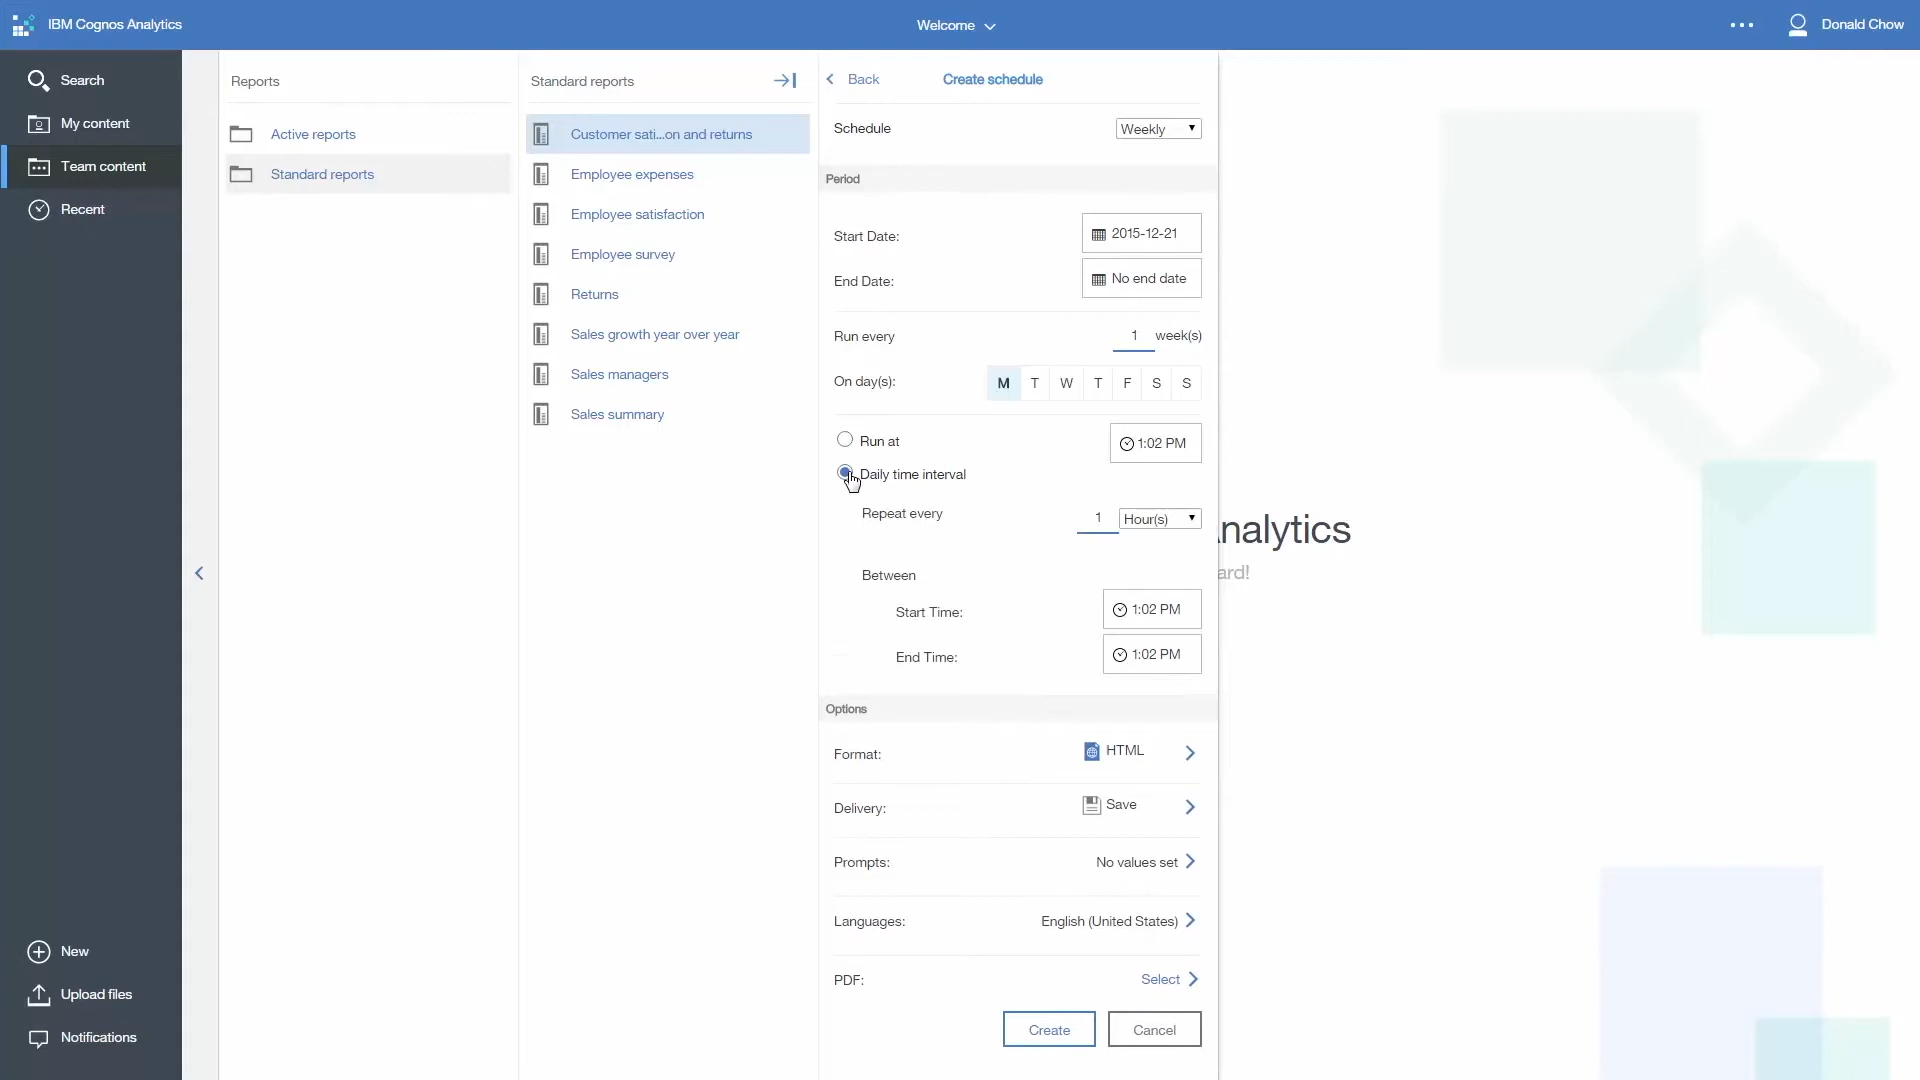 IBM Cognos Analytics
Welcome
Donald Chow
Search
My content
Team content
Recent
New
Upload files
Notifications
Reports
Active reports
Standard reports
Standard reports
Customer sati...on and returns
Employee expenses
Employee satisfaction
Employee survey
Returns
Sales growth year over year
Sales managers
Sales summary
Back
Create schedule
Schedule
Weekly
Period
Start Date:
2015-12-21
End Date:
No end date
Run every
1 week(s)
On day(s):
M T W T F S S
Run at
1:02 PM
Daily time interval
Repeat every
1 Hour(s)
Between
Start Time:
1:02 PM
End Time:
1:02 PM
Options
Format:
HTML
Delivery:
Save
Prompts:
No values set
Languages:
English (United States)
PDF:
Select
Create
Cancel
nalytics
ard!